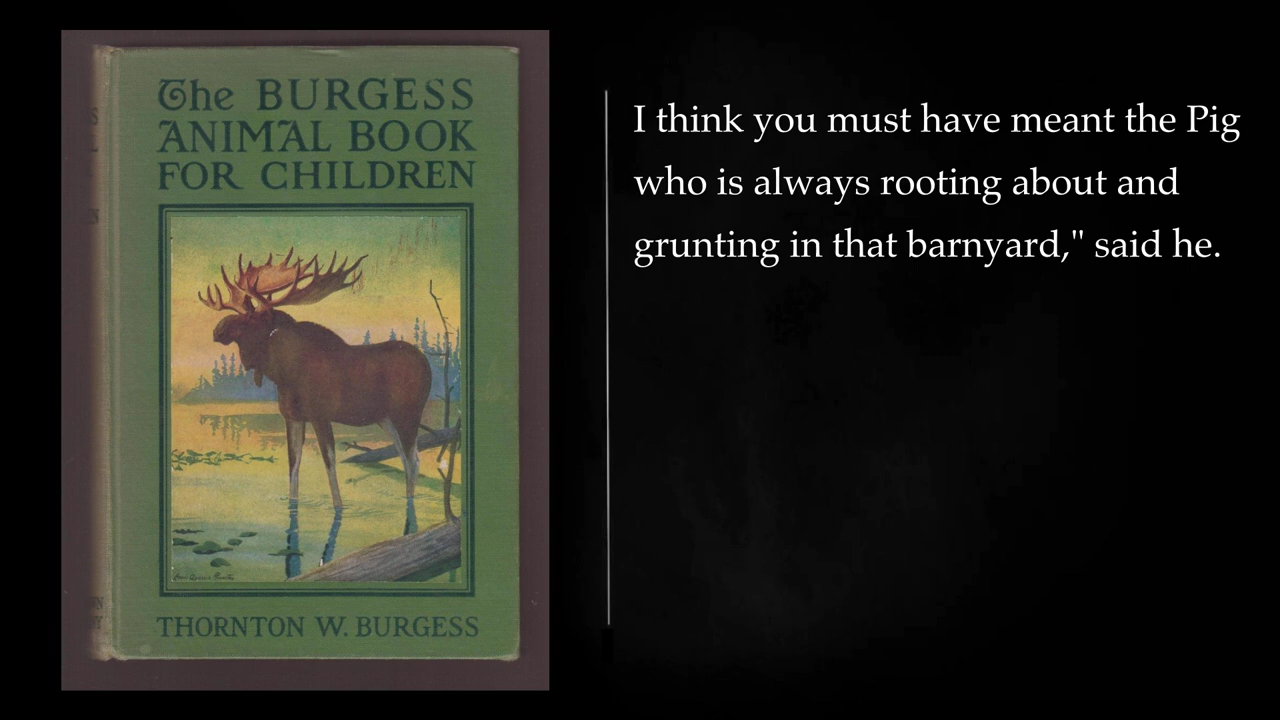 The BURGESS
ANIMAL BOOK
FOR CHILDREN
THORNTON W. BURGESS
I think you must have meant the Pig
who is always rooting about and
grunting in that barnyard," said he.